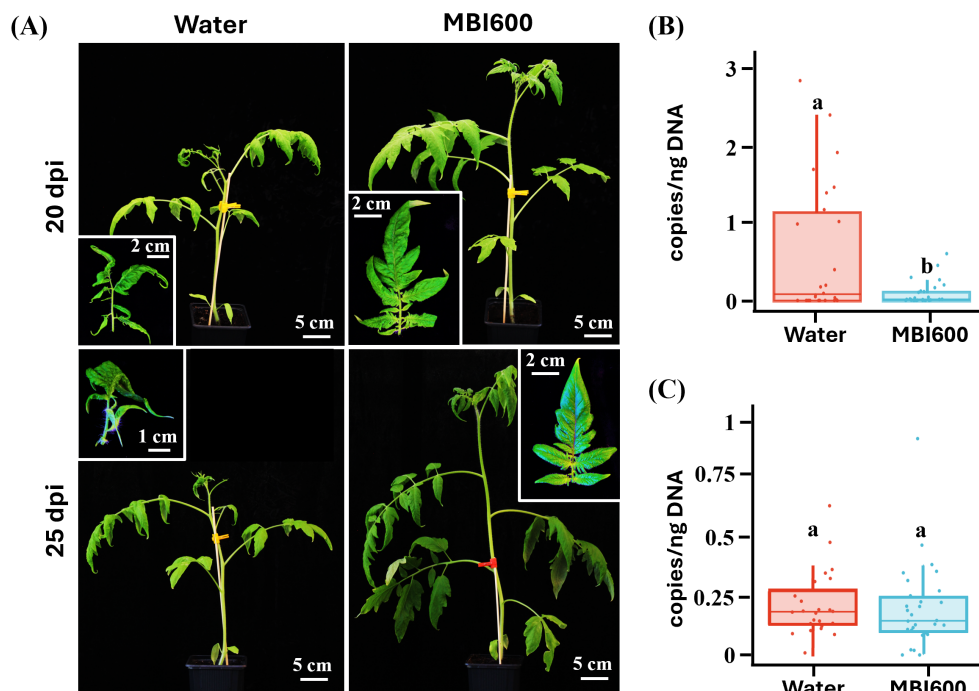 (A)
Water
MBI600
20 dpi
2 cm
5 cm
2 cm
5 cm
25 dpi
1 cm
5 cm
2 cm
5 cm
(B)
copies/ng DNA
3
2
1
0
a
b
Water
MBI600
(C)
copies/ng DNA
1
0.75
0.5
0.25
0
a
a
Water
MBI600